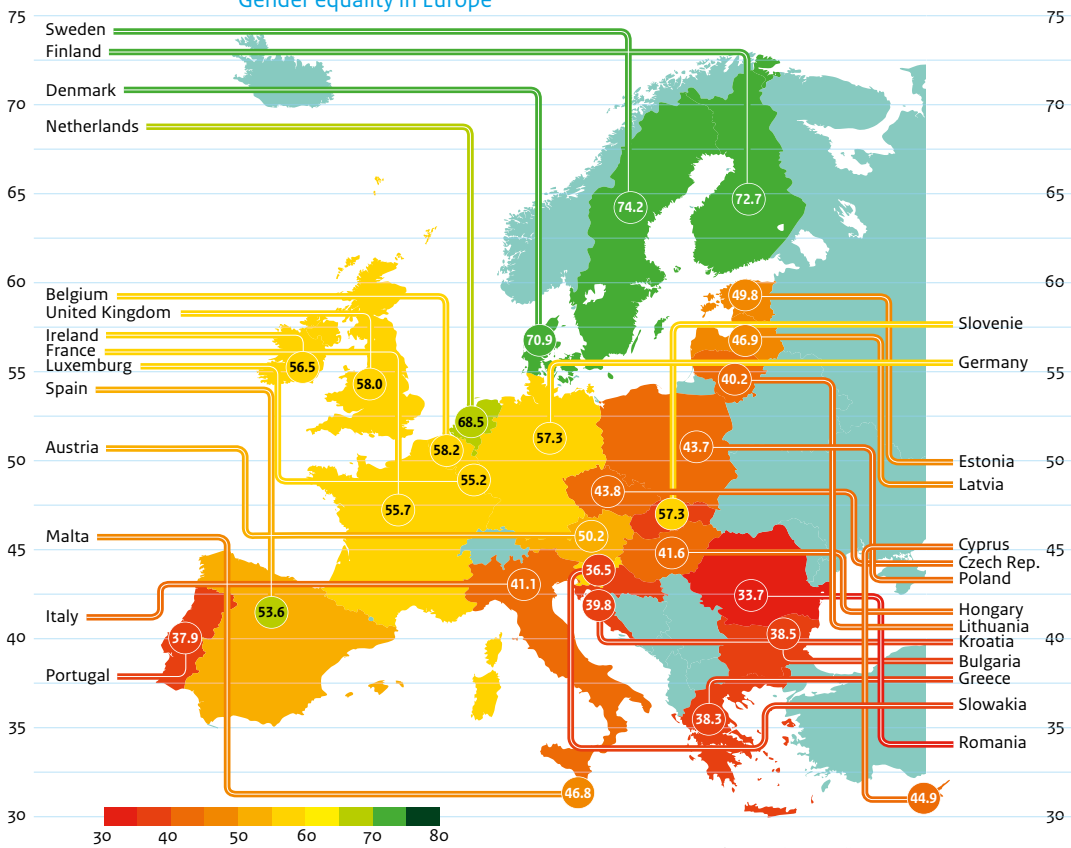 Gender equality in Europe
75
75
Sweden
Finland
Denmark
70
70
Netherlands
65
65
74.2
72.7
60
60
Belgium
49.8
United Kingdom
Slovenie
Ireland
70.9
46.9
France
56.5
Germany
Luxemburg
55
55
58.0
40.2
Spain
68.5
57.3
Austria
58.2
43.7
50
50
Estonia
55.2
Latvia
43.8
55.7
57.3
Malta
50.2
45
45
Cyprus
41.6
Czech Rep.
36.5
Poland
41.1
33.7
Italy
53.6
39.8
Hongary
Lithuania
37.9
38.5
40
40
Kroatia
Bulgaria
Portugal
Greece
38.3
Slowakia
35
35
Romania
46.8
44.9
30
30
30
40
50
60
70
80